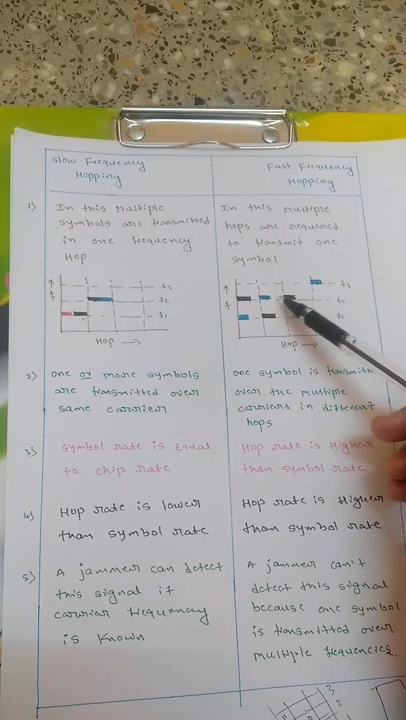 Slow Frequency
Hopping
Fast Frequency
Hopping
1) In this Multiple
symbols are transmitted
in one frequency
Hop
In this Multiple
hops are required
to transmit one
symbol
f
f3
f2
f1
Hop →
f
f3
f2
f1
Hop →
2) one or more symbols
are transmitted over
same carrier
one symbol is
over the multiple
carriers in different
hops
3) symbol rate is Equal
to chip rate
Hop rate is Higher
than symbol rate
4) Hop rate is lower
than symbol rate
Hop rate is Higher
than symbol rate
5) A jammer can detect
this signal if
carrier frequency
is Known
A jammer can't
detect this signal
because one symbol
is transmitted over
multiple frequencies.